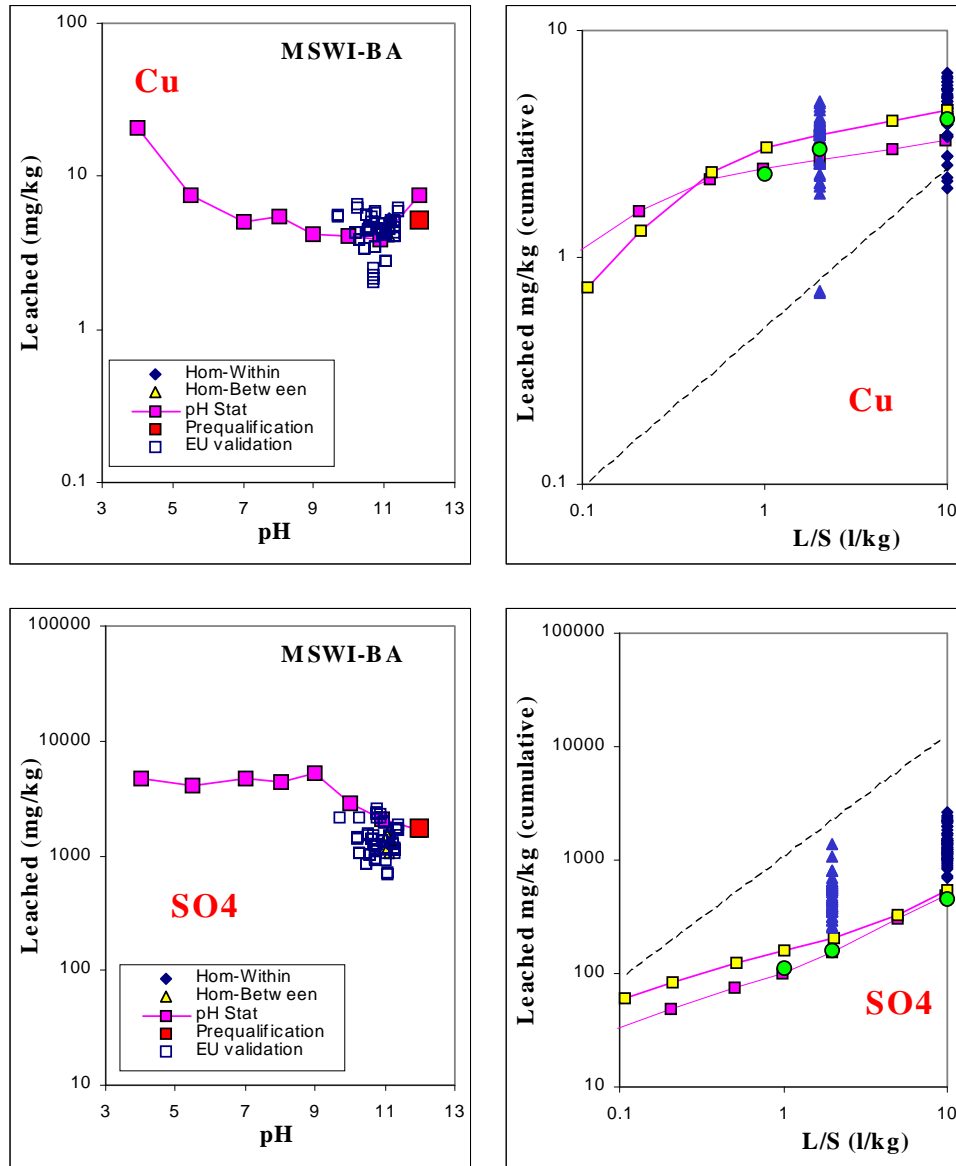 100
10
1
0.1
Leached (mg/kg)
MSWI-BA
Cu
Hom-Within
Hom-Betw een
pH Stat
Prequalification
EU validation
3 5 7 9 11 13
pH
10
1
0.1
Leached mg/kg (cumulative)
Cu
0.1 1 10
L/S (l/kg)
100000
10000
1000
100
10
Leached (mg/kg)
MSWI-BA
SO4
Hom-Within
Hom-Betw een
pH Stat
Prequalification
EU validation
3 5 7 9 11 13
pH
100000
10000
1000
100
10
Leached mg/kg (cumulative)
SO4
0.1 1 10
L/S (l/kg)